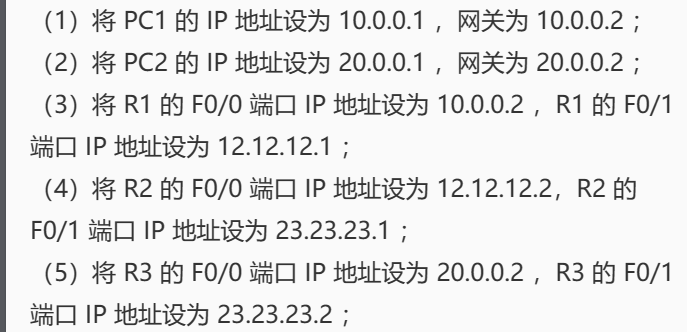 （1）将 PC1 的 IP 地址设为 10.0.0.1 ，网关为 10.0.0.2 ；
（2）将 PC2 的 IP 地址设为 20.0.0.1 ，网关为 20.0.0.2 ；
（3）将 R1 的 F0/0 端口 IP 地址设为 10.0.0.2 ，R1 的 F0/1
端口 IP 地址设为 12.12.12.1 ；
（4）将 R2 的 F0/0 端口 IP 地址设为 12.12.12.2，R2 的
F0/1 端口 IP 地址设为 23.23.23.1 ；
（5）将 R3 的 F0/0 端口 IP 地址设为 20.0.0.2 ，R3 的 F0/1
端口 IP 地址设为 23.23.23.2 ；